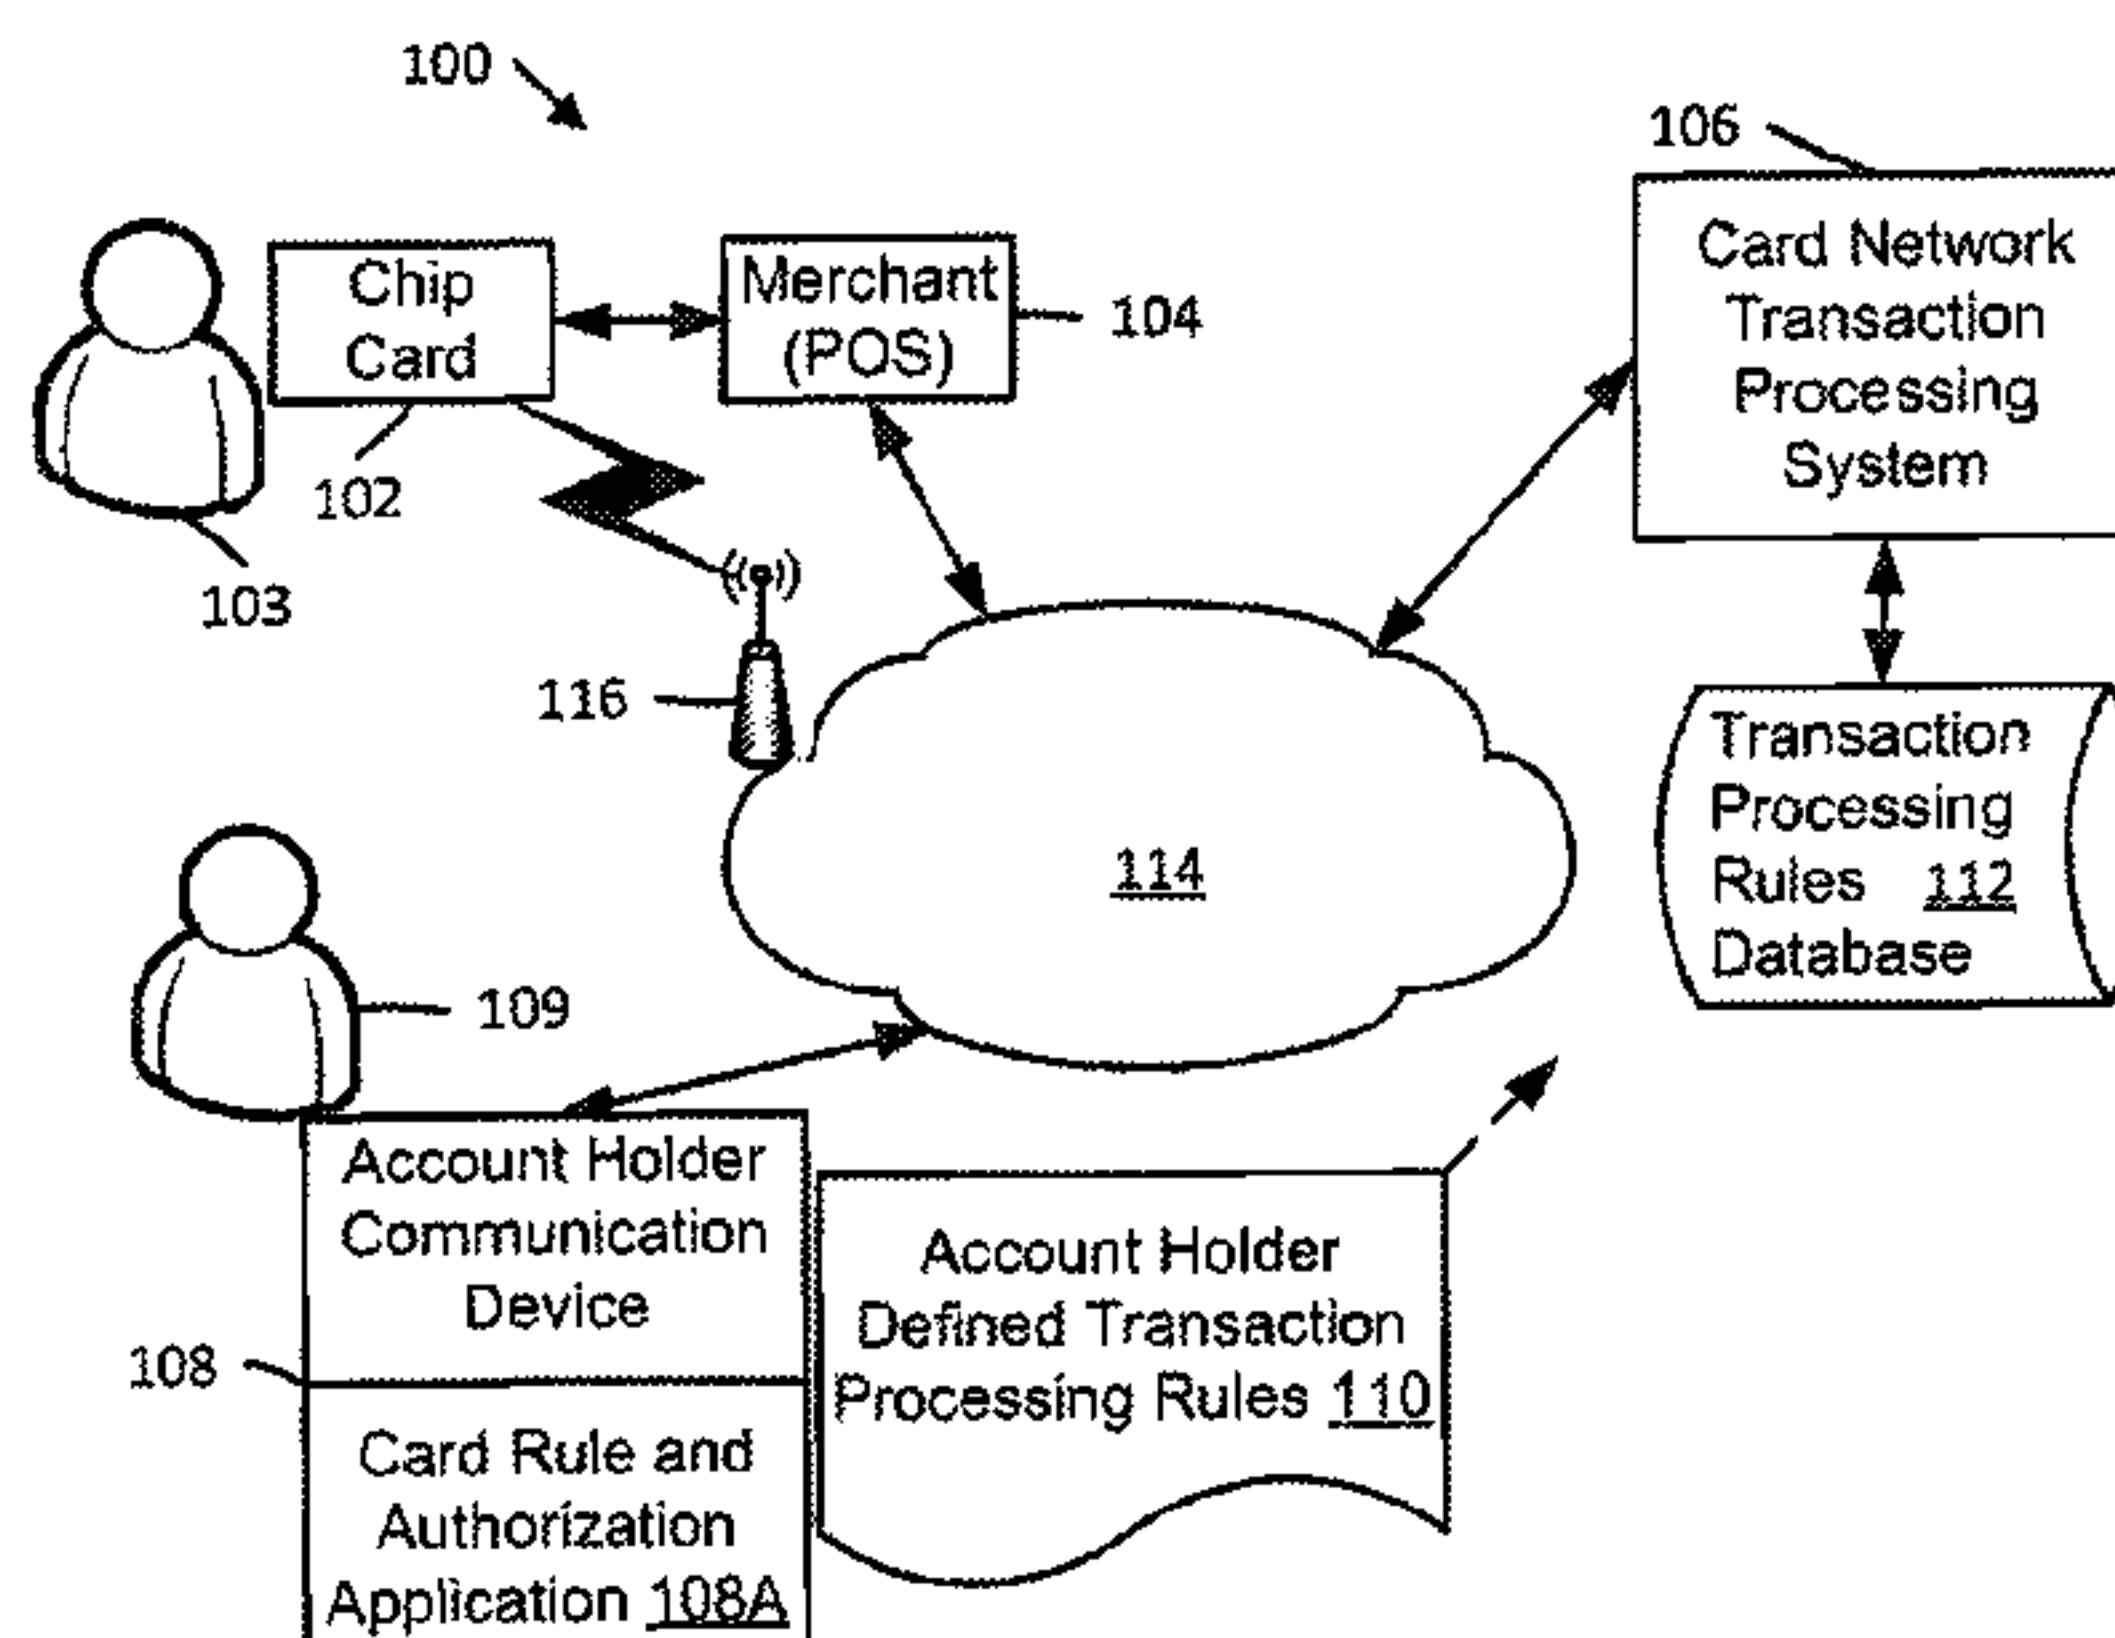 100
106
Chip
Card
Merchant
(POS)
104
Card Network
Transaction
Processing
System
102
103
116
114
Transaction
Processing
Rules 112
Database
109
Account Holder
Communication
Device
108
Card Rule and
Authorization
Application 108A
Account Holder
Defined Transaction
Processing Rules 110